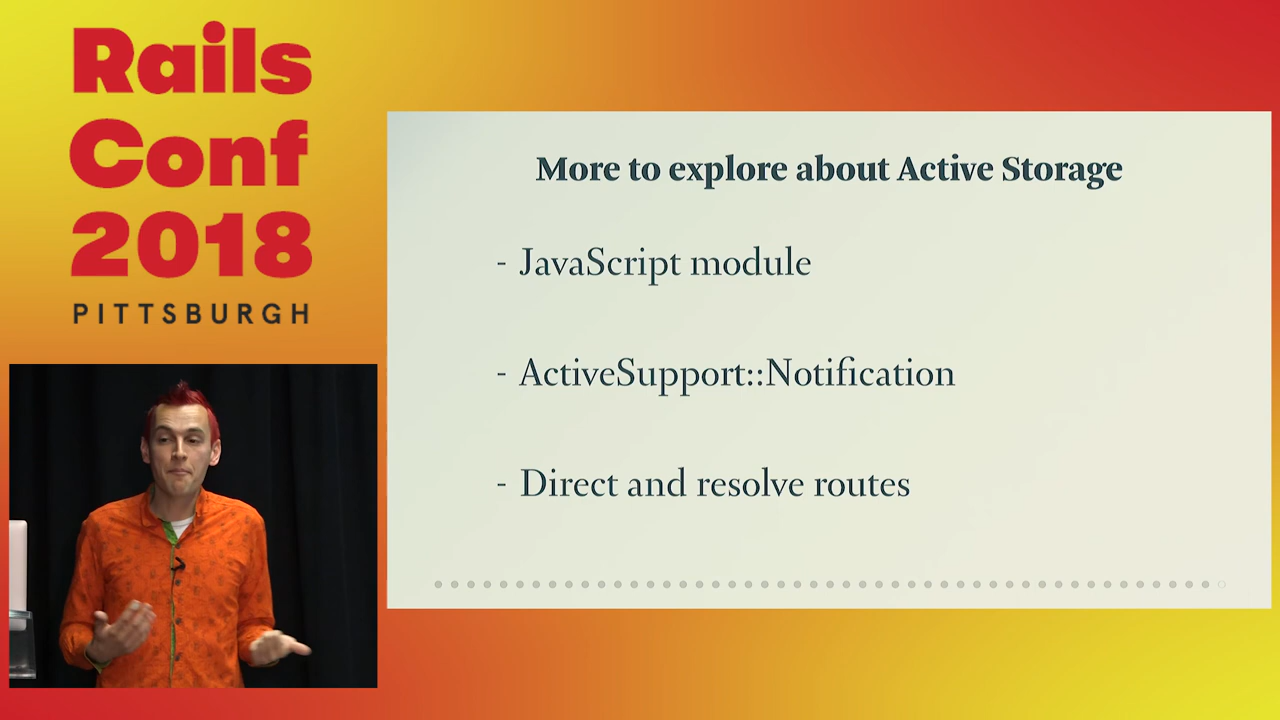 Rails
Conf
2018
PITTSBURGH
More to explore about Active Storage
- JavaScript module
- ActiveSupport::Notification
- Direct and resolve routes